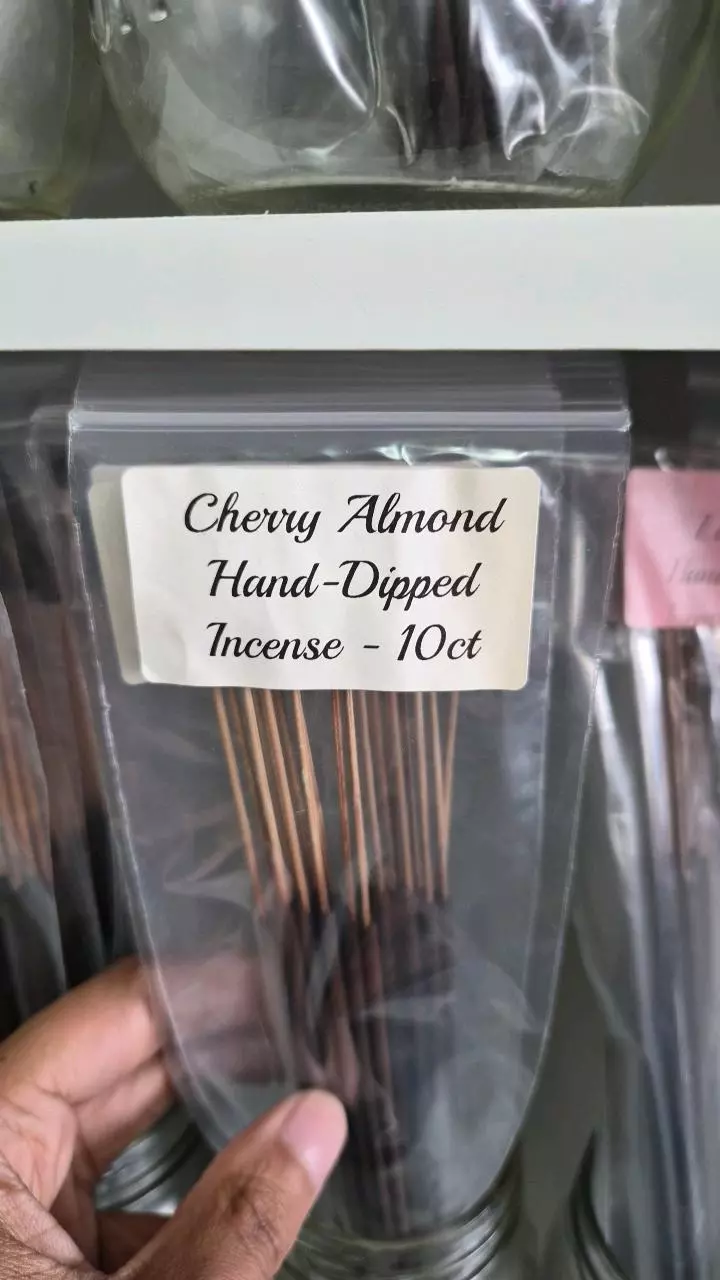 Cherry Almond
Hand-Dipped
Incense - 10ct